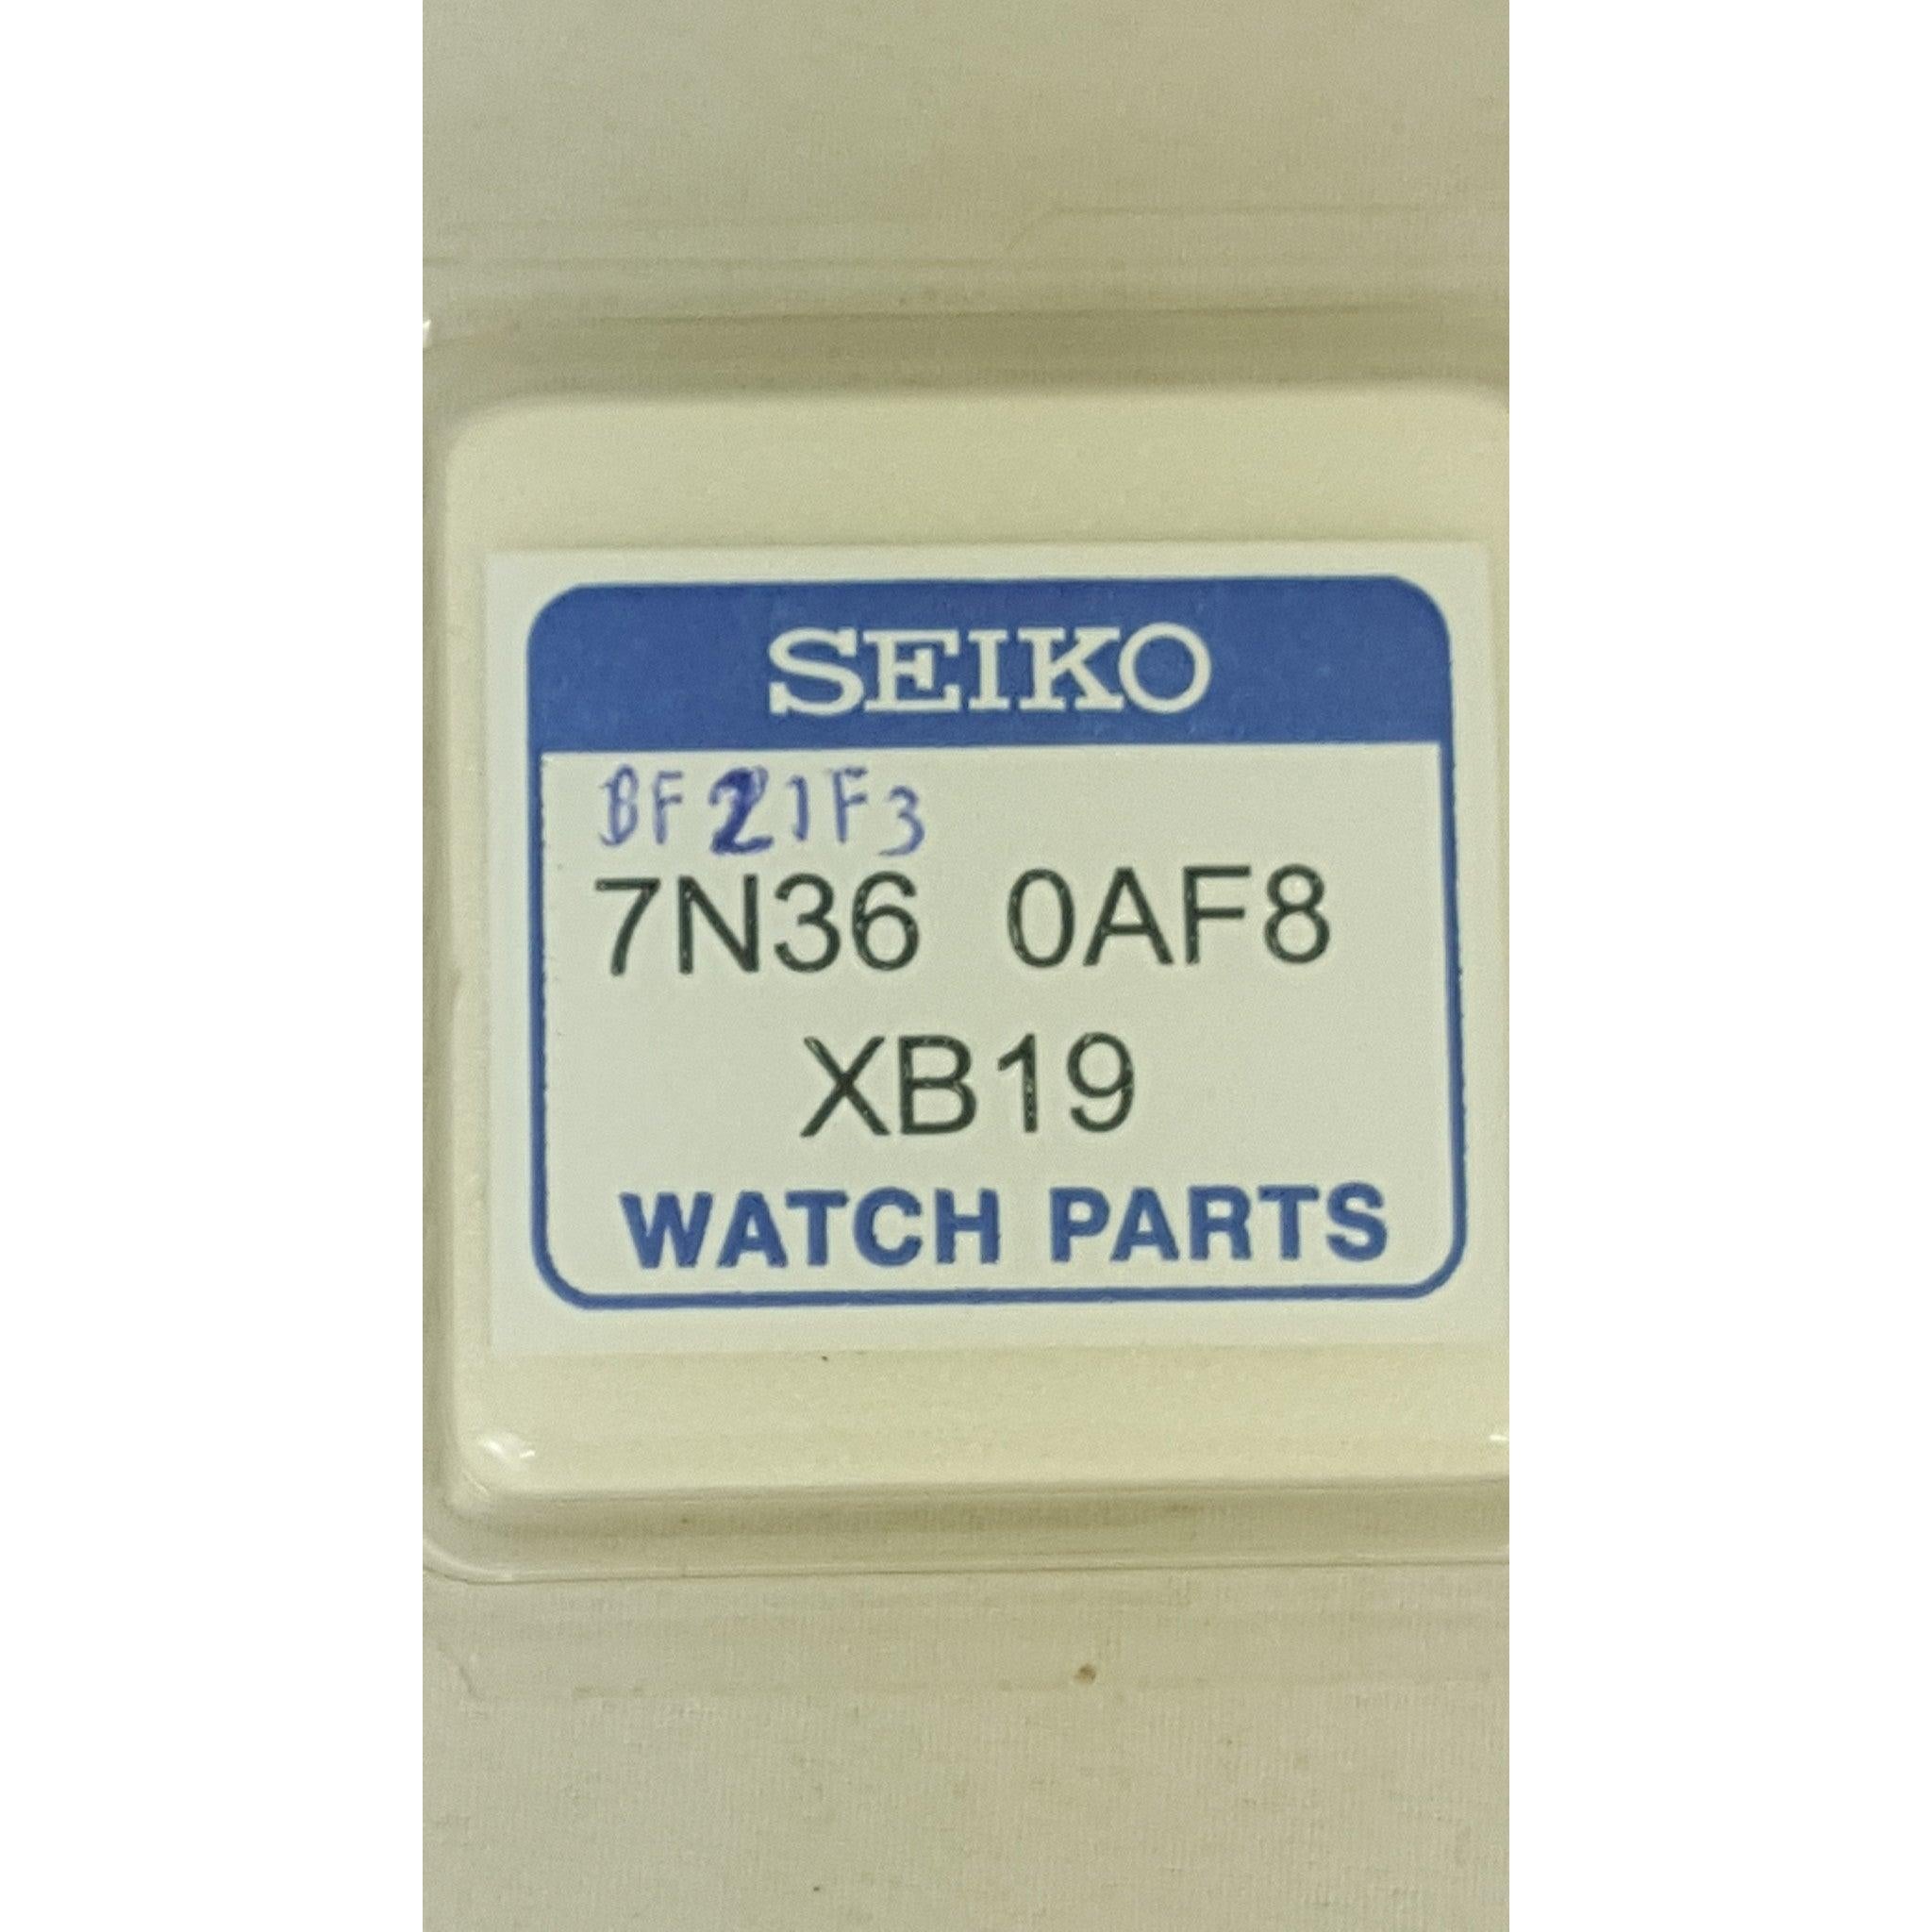 SEIKO
BF21F3
7N36 0AF8
XB19
WATCH PARTS